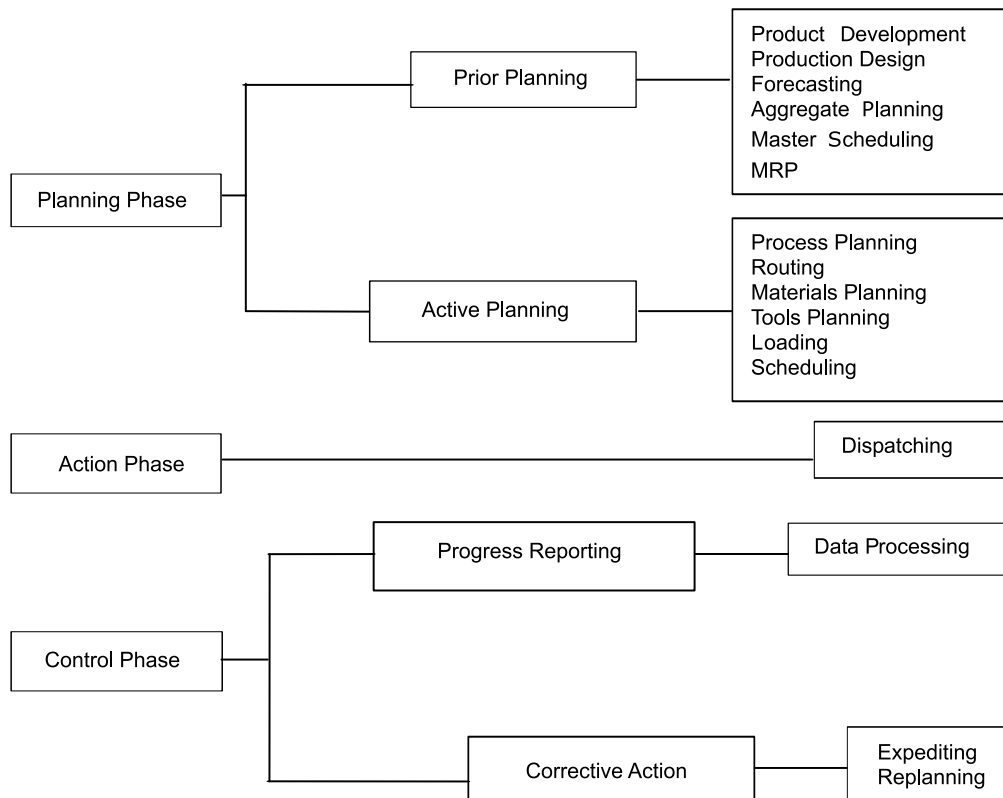 Prior Planning
Product Development
Production Design
Forecasting
Aggregate Planning
Master Scheduling
MRP
Planning Phase
Active Planning
Process Planning
Routing
Materials Planning
Tools Planning
Loading
Scheduling
Action Phase
Dispatching
Progress Reporting
Data Processing
Control Phase
Corrective Action
Expediting
Replanning